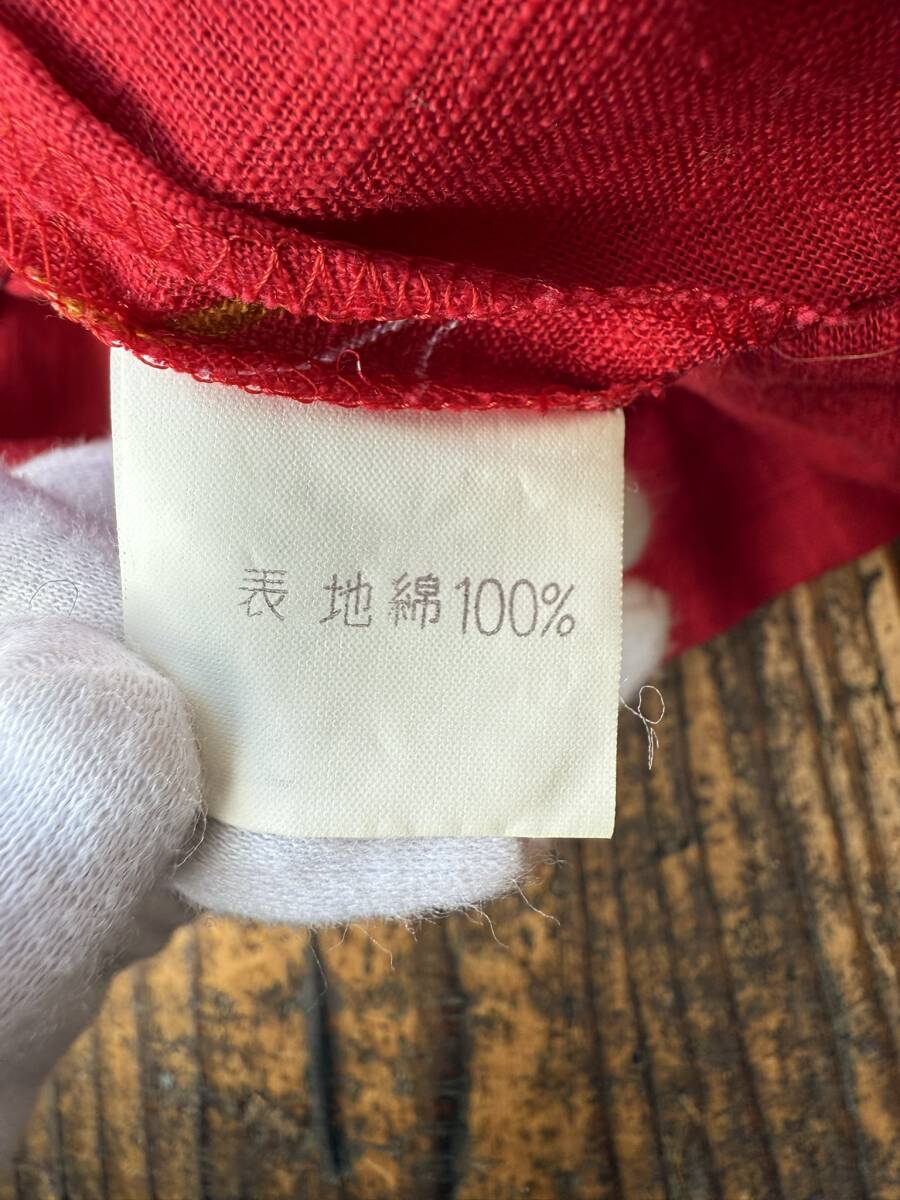 表 地 綿100%